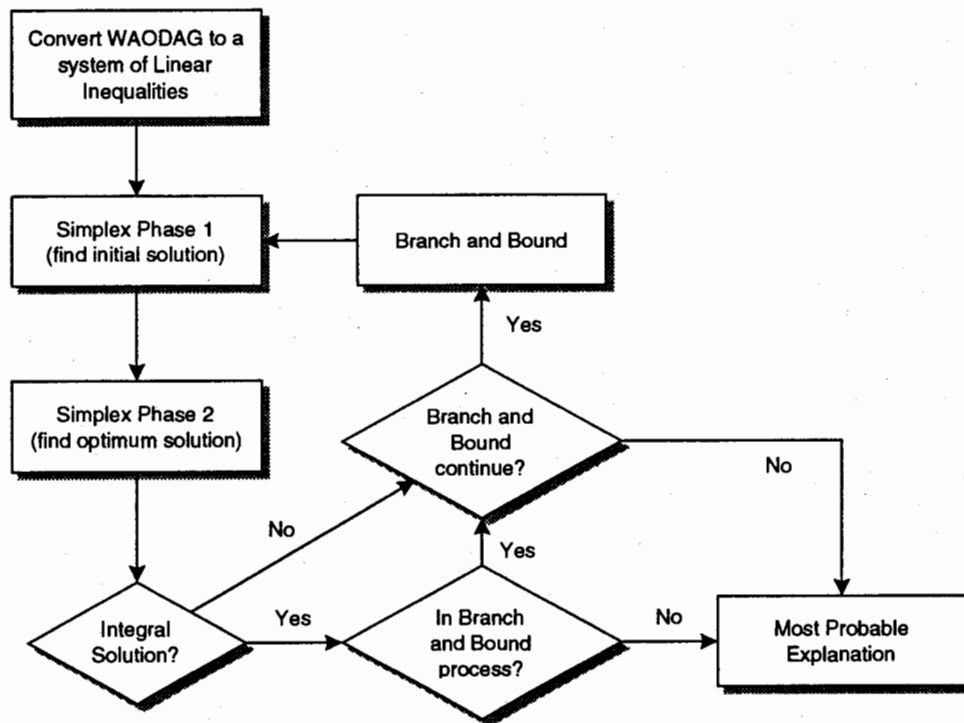 Convert WAODAG to a
system of Linear
Inequalities
Simplex Phase 1
(find initial solution)
Branch and Bound
Yes
Simplex Phase 2
(find optimum solution)
Branch and
Bound
continue?
No
No
Yes
Integral
Solution?
Yes
In Branch
and Bound
process?
No
Most Probable
Explanation